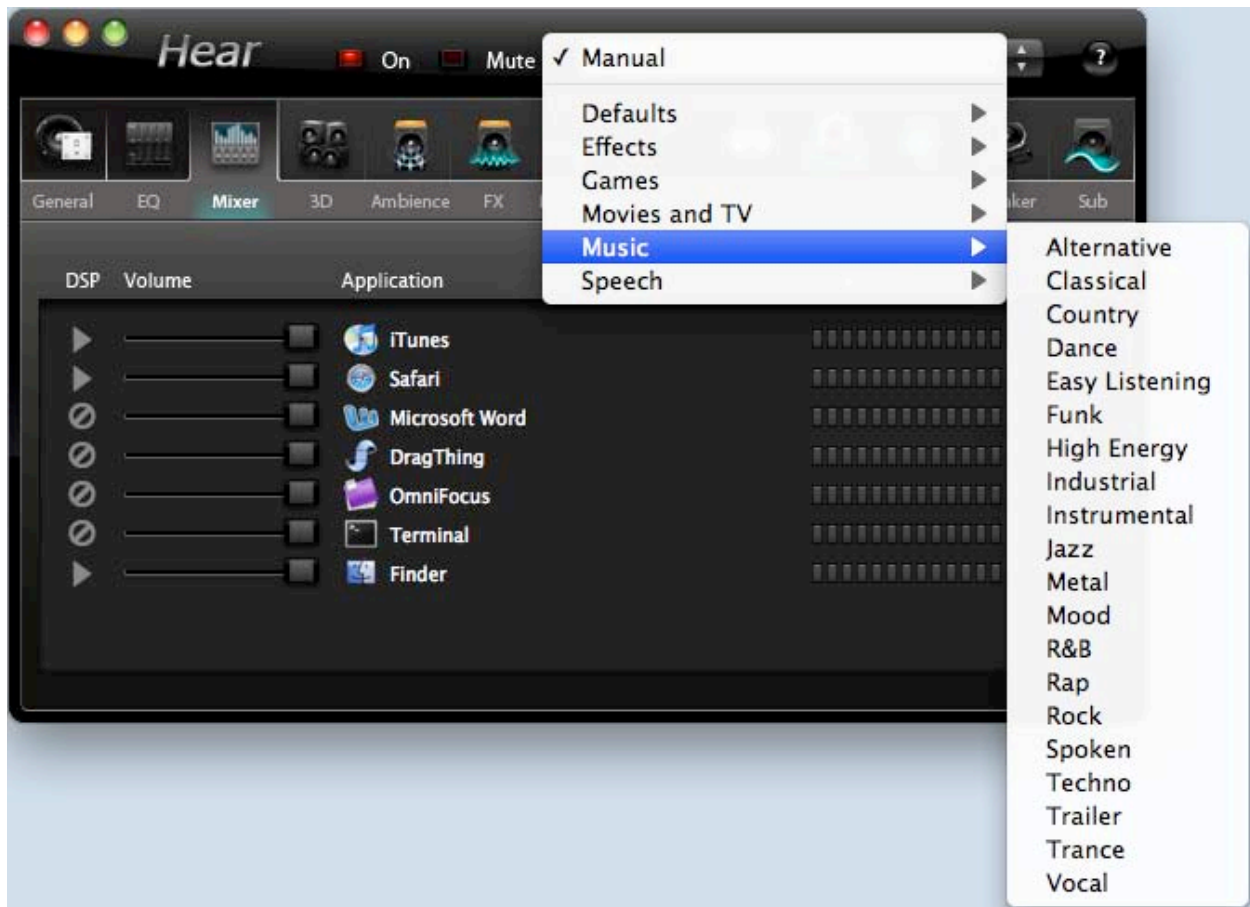 Hear
On Mute ✓ Manual ?
Defaults
Effects
Games
Movies and TV
Music
Speech
General EQ Mixer 3D Ambience FX Sub
DSP Volume Application
iTunes
Safari
Microsoft Word
DragThing
OmniFocus
Terminal
Finder
Alternative
Classical
Country
Dance
Easy Listening
Funk
High Energy
Industrial
Instrumental
Jazz
Metal
Mood
R&B
Rap
Rock
Spoken
Techno
Trailer
Trance
Vocal